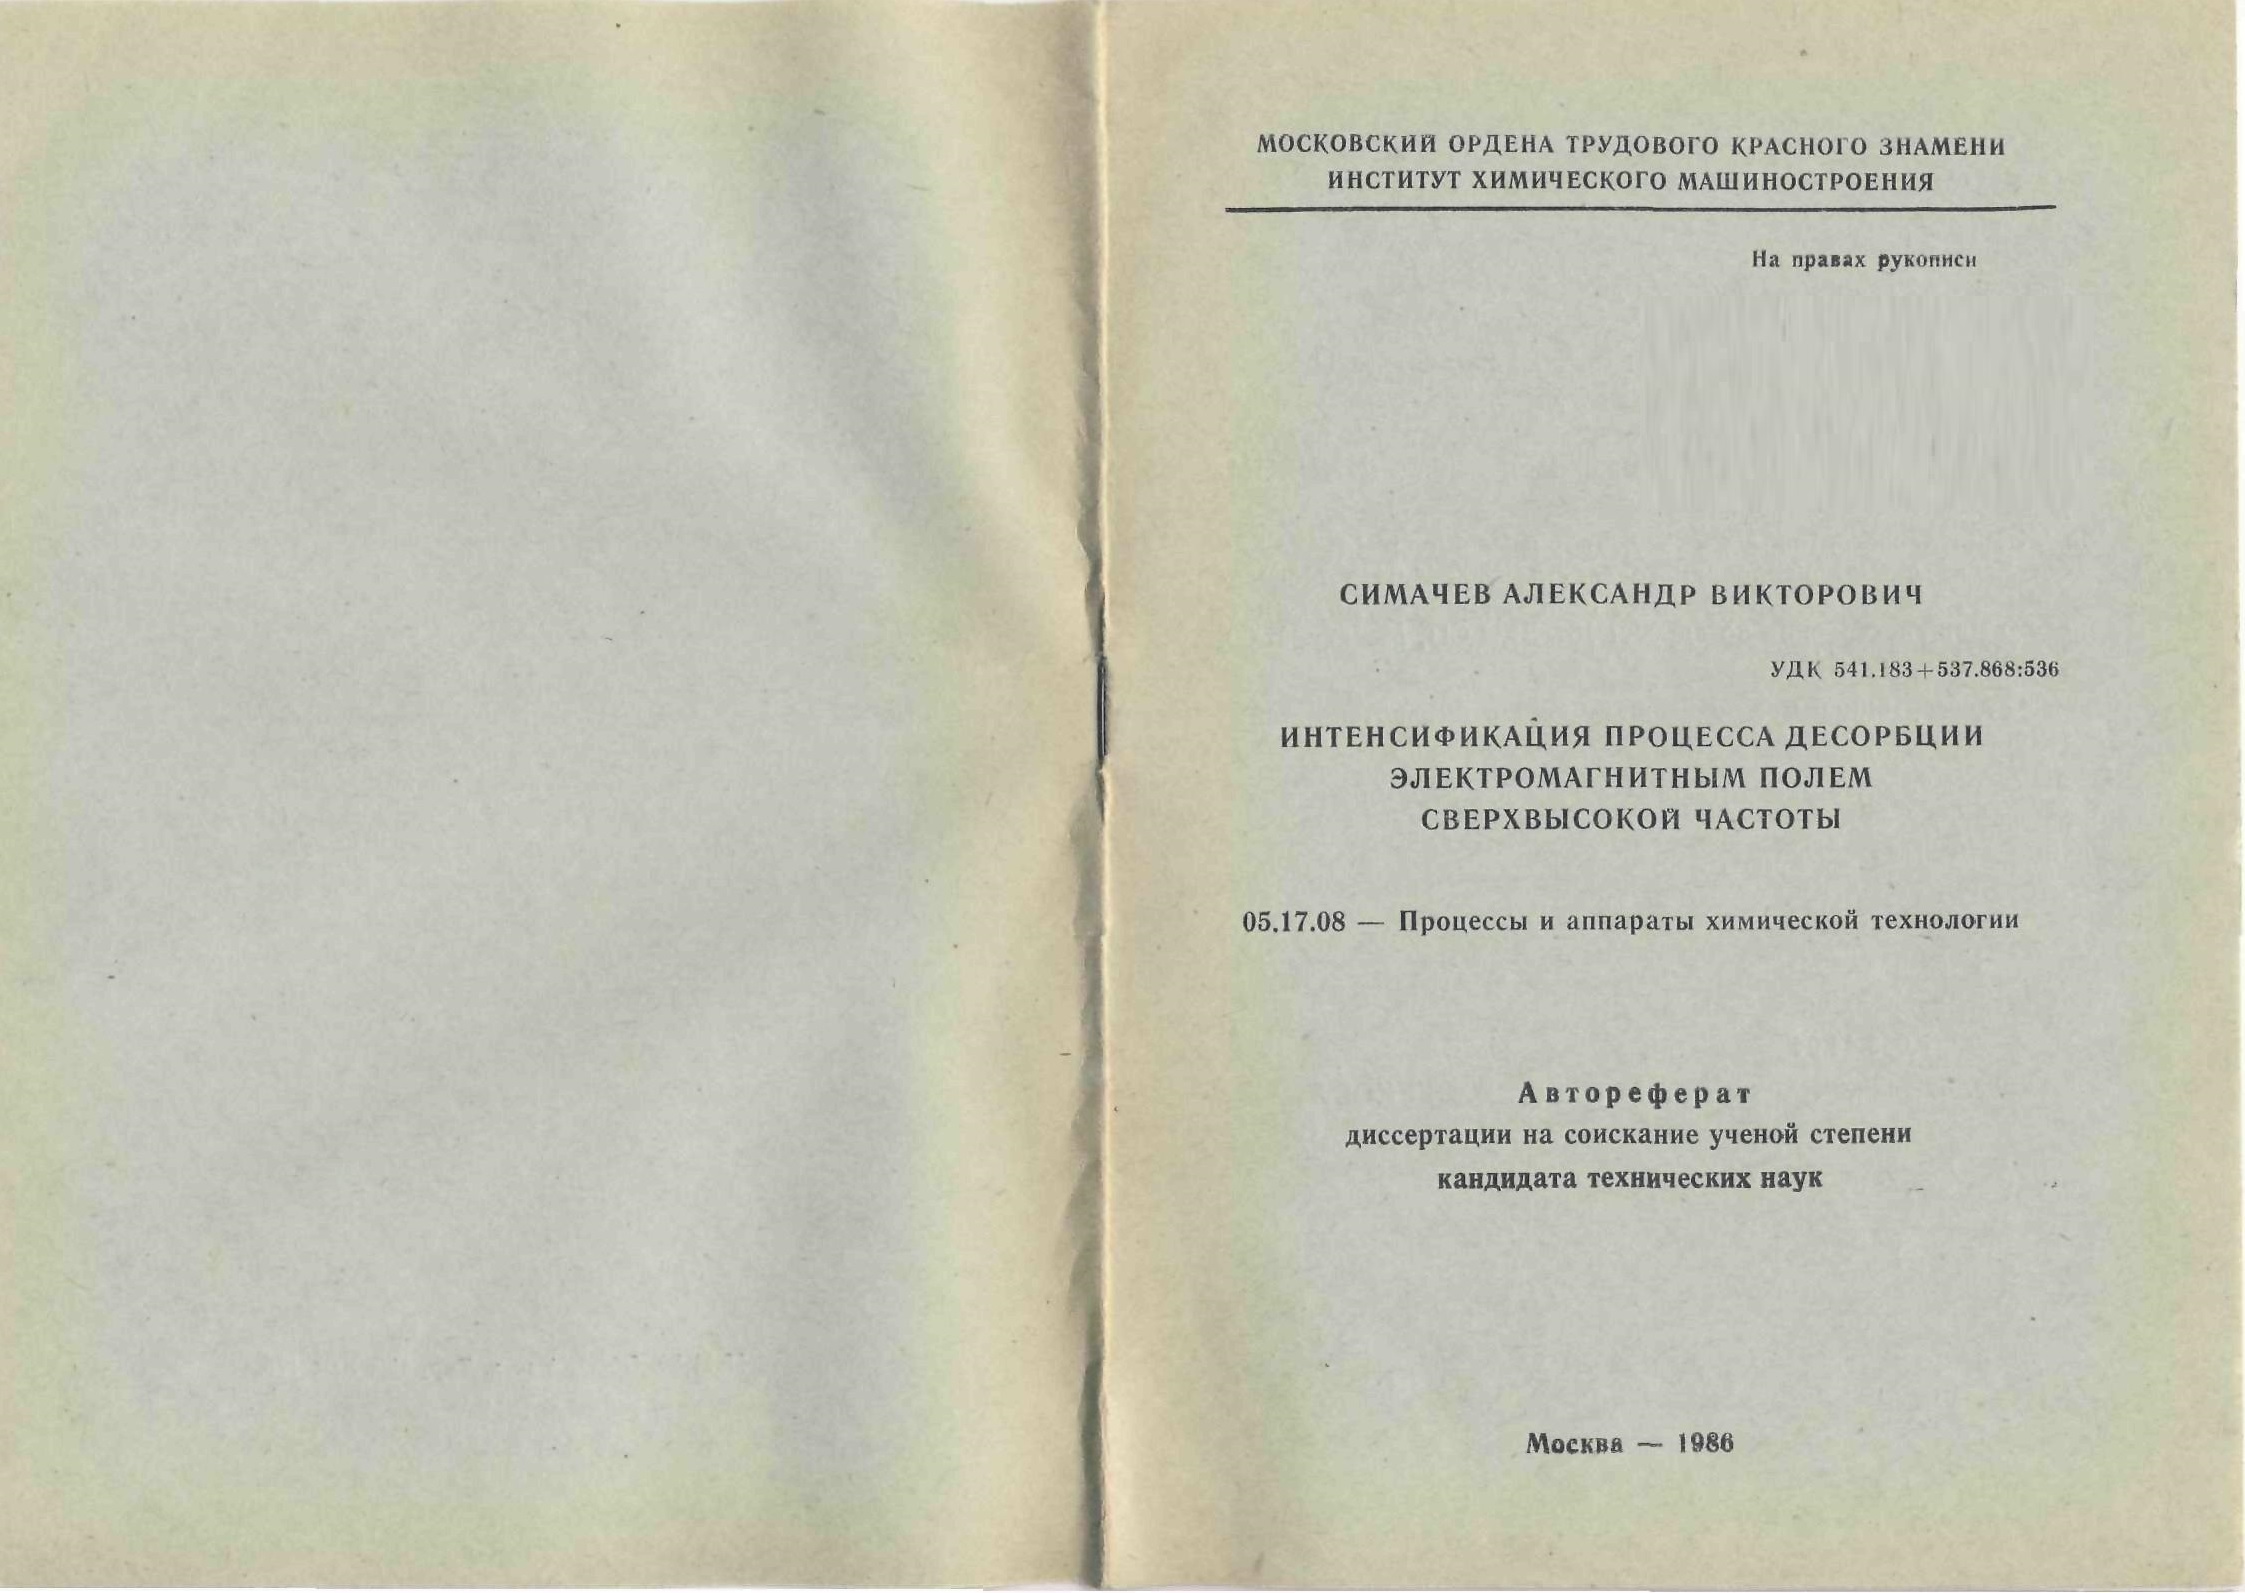 МОСКОВСКИЙ ОРДЕНА ТРУДОВОГО КРАСНОГО ЗНАМЕНИ
ИНСТИТУТ ХИМИЧЕСКОГО МАШИНОСТРОЕНИЯ
На правах рукописи
СИМАЧЕВ АЛЕКСАНДР ВИКТОРОВИЧ
УДК 541.183+537.868:536
ИНТЕНСИФИКАЦИЯ ПРОЦЕССА ДЕСОРБЦИИ
ЭЛЕКТРОМАГНИТНЫМ ПОЛЕМ
СВЕРХВЫСОКОЙ ЧАСТОТЫ
05.17.08 — Процессы и аппараты химической технологии
Автореферат
диссертации на соискание ученой степени
кандидата технических наук
Москва — 1986